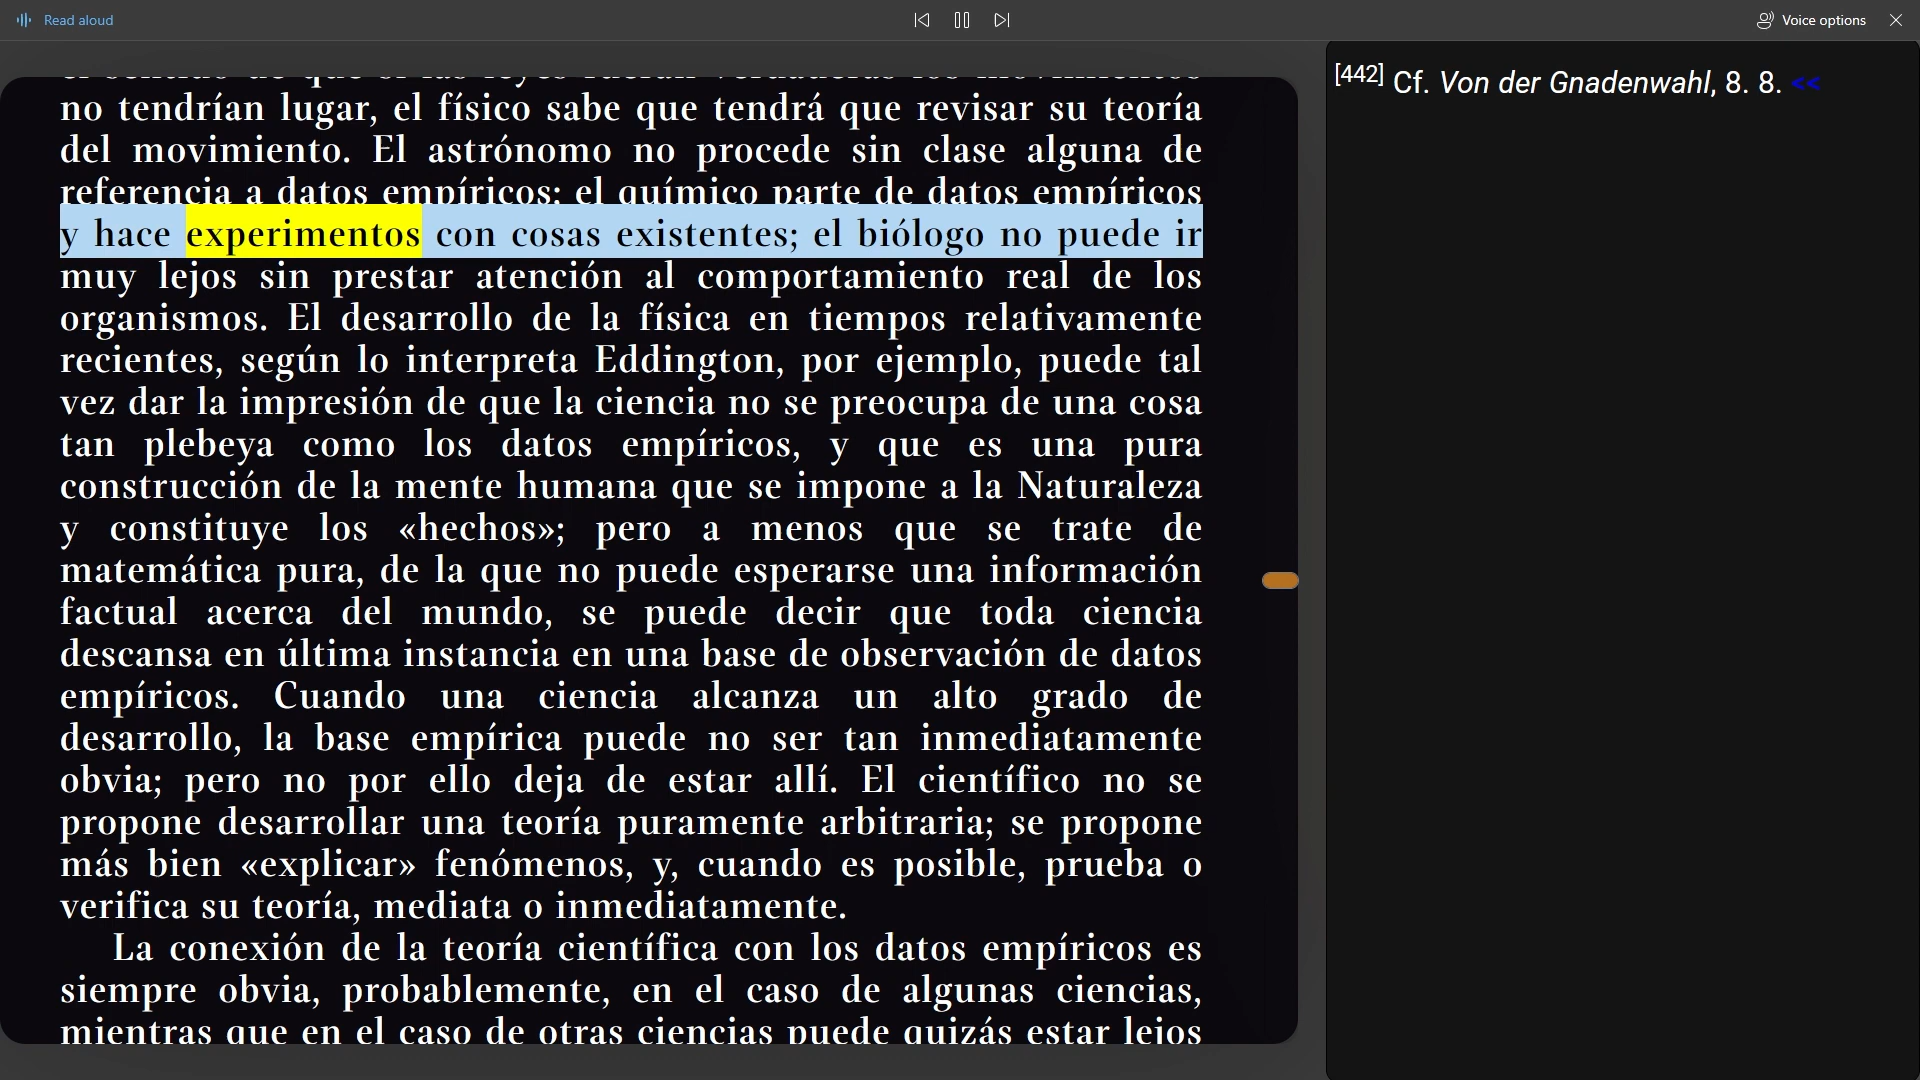 Read aloud
Voice options
el sentido de que si las leyes fueran verdaderas los movimientos
no tendrían lugar, el físico sabe que tendrá que revisar su teoría
del movimiento. El astrónomo no procede sin clase alguna de
referencia a datos empíricos; el químico parte de datos empíricos
y hace experimentos con cosas existentes; el biólogo no puede ir
muy lejos sin prestar atención al comportamiento real de los
organismos. El desarrollo de la física en tiempos relativamente
recientes, según lo interpreta Eddington, por ejemplo, puede tal
vez dar la impresión de que la ciencia no se preocupa de una cosa
tan plebeya como los datos empíricos, y que es una pura
construcción de la mente humana que se impone a la Naturaleza
y constituye los «hechos»; pero a menos que se trate de
matemática pura, de la que no puede esperarse una información
factual acerca del mundo, se puede decir que toda ciencia
descansa en última instancia en una base de observación de datos
empíricos. Cuando una ciencia alcanza un alto grado de
desarrollo, la base empírica puede no ser tan inmediatamente
obvia; pero no por ello deja de estar allí. El científico no se
propone desarrollar una teoría puramente arbitraria; se propone
más bien «explicar» fenómenos, y, cuando es posible, prueba o
verifica su teoría, mediata o inmediatamente.
La conexión de la teoría científica con los datos empíricos es
siempre obvia, probablemente, en el caso de algunas ciencias,
mientras que en el caso de otras ciencias puede quizás estar lejos
[442] Cf. Von der Gnadenwahl, 8. 8. <<